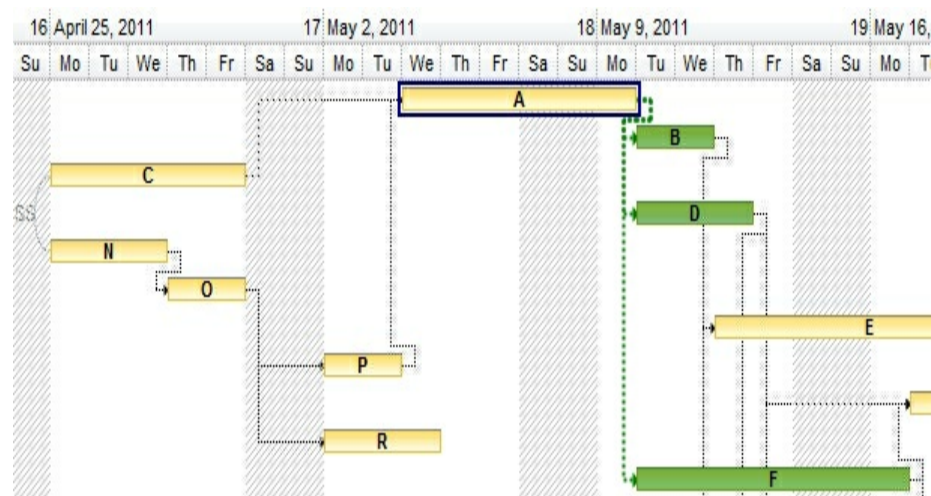 16 April 25, 2011 17 May 2, 2011 18 May 9, 2011 19 May 16,
Su Mo Tu We Th Fr Sa Su Mo Tu We Th Fr Sa Su Mo Tu We Th Fr Sa Su Mo Tu
A
B
C
SS
D
N
O
E
P
R
F